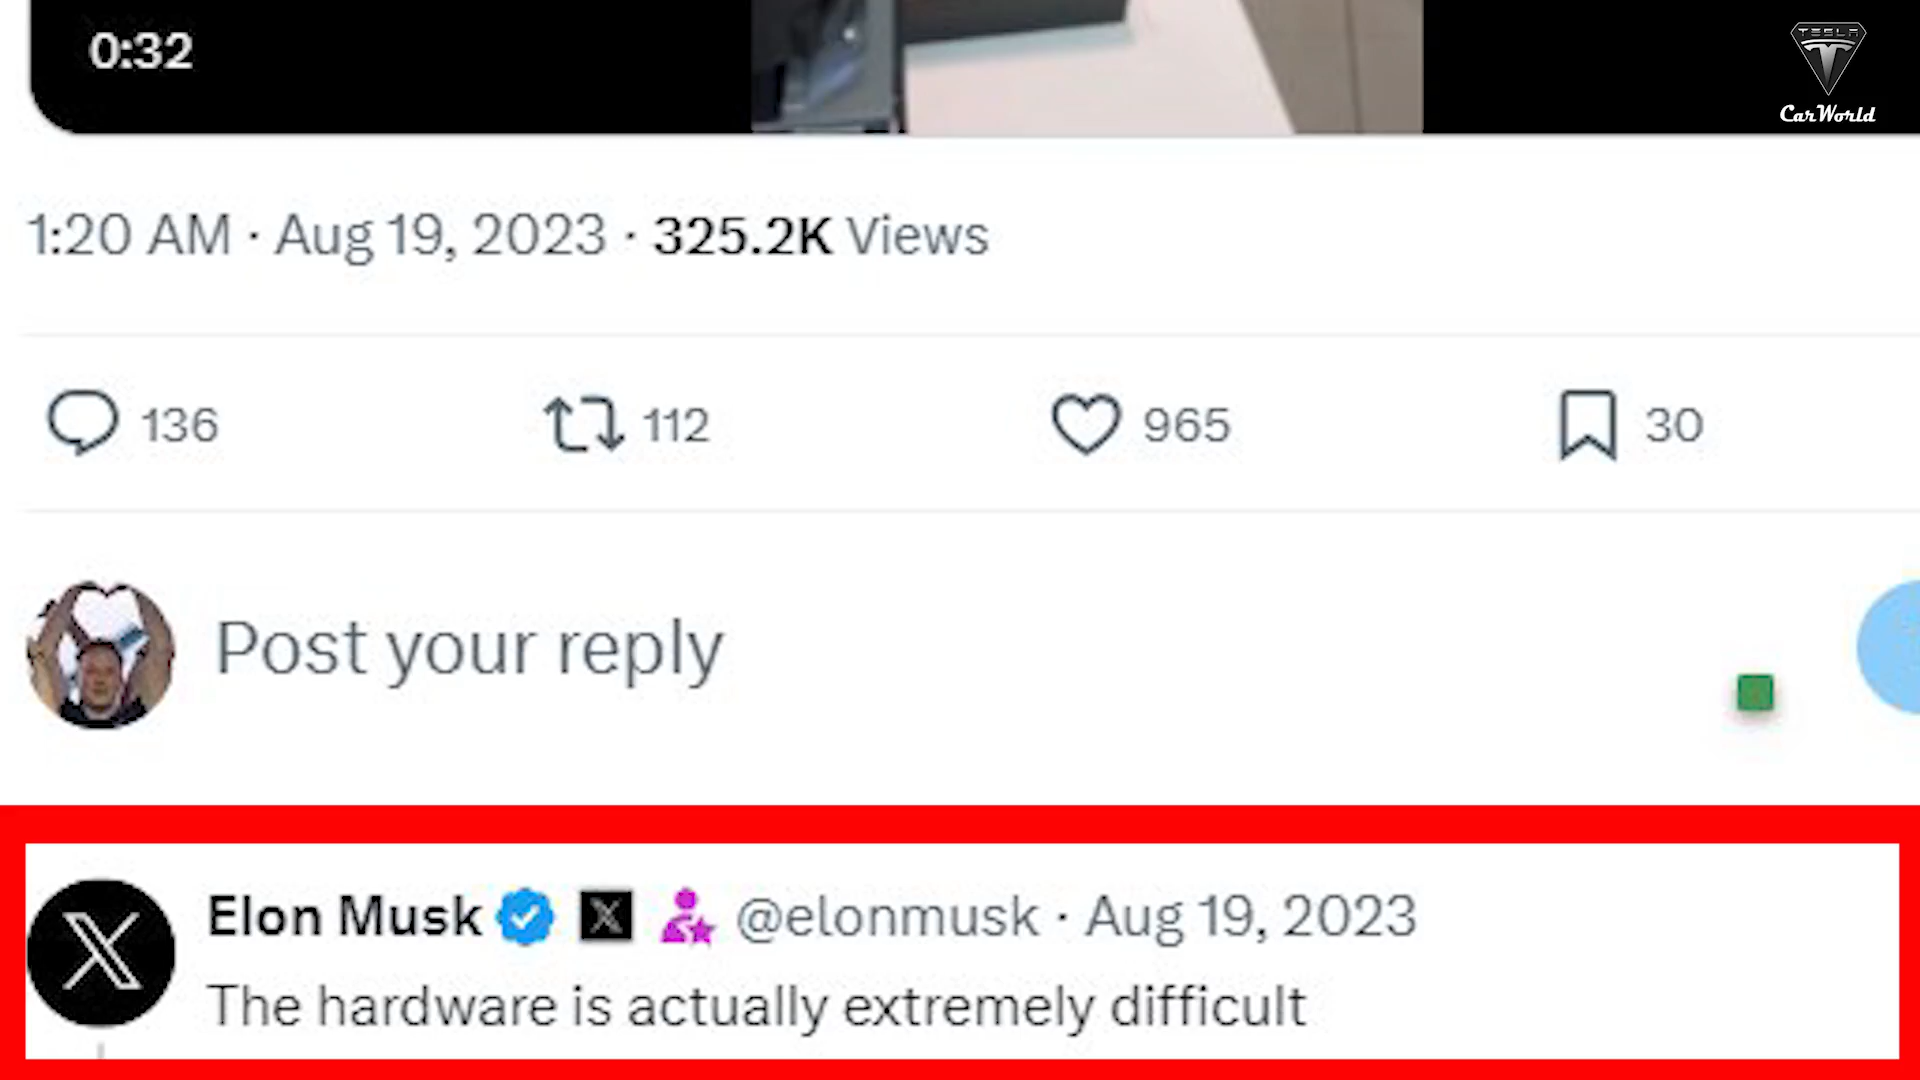 0:32
TESLA
CarWorld
1:20 AM · Aug 19, 2023 · 325.2K Views
136 112 965 30
Post your reply
Elon Musk @elonmusk · Aug 19, 2023
The hardware is actually extremely difficult